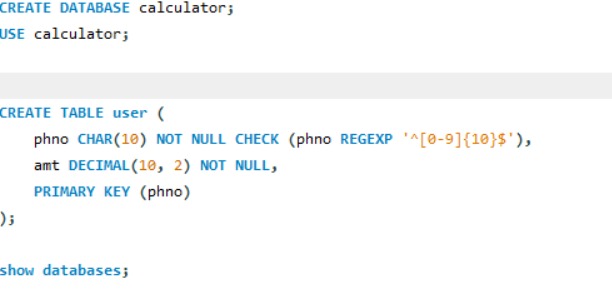 CREATE DATABASE calculator;
USE calculator;
CREATE TABLE user (
phno CHAR(10) NOT NULL CHECK (phno REGEXP '^[0-9]{10}$'),
amt DECIMAL(10, 2) NOT NULL,
PRIMARY KEY (phno)
);
show databases;